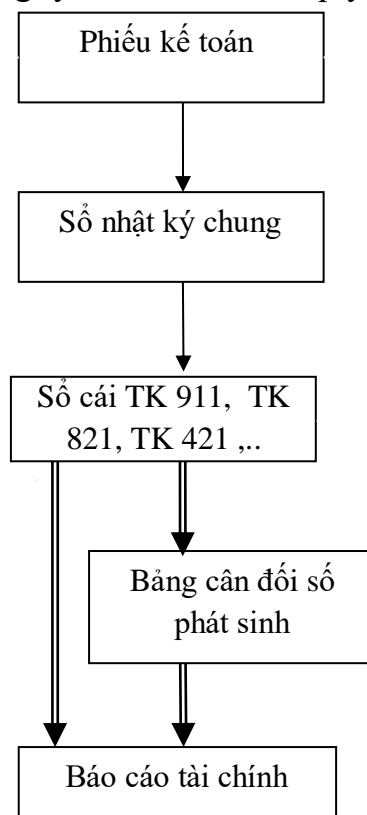 Phiếu kế toán
Sổ nhật ký chung
Sổ cái TK 911, TK
821, TK 421 ,..
Bảng cân đối số
phát sinh
Báo cáo tài chính